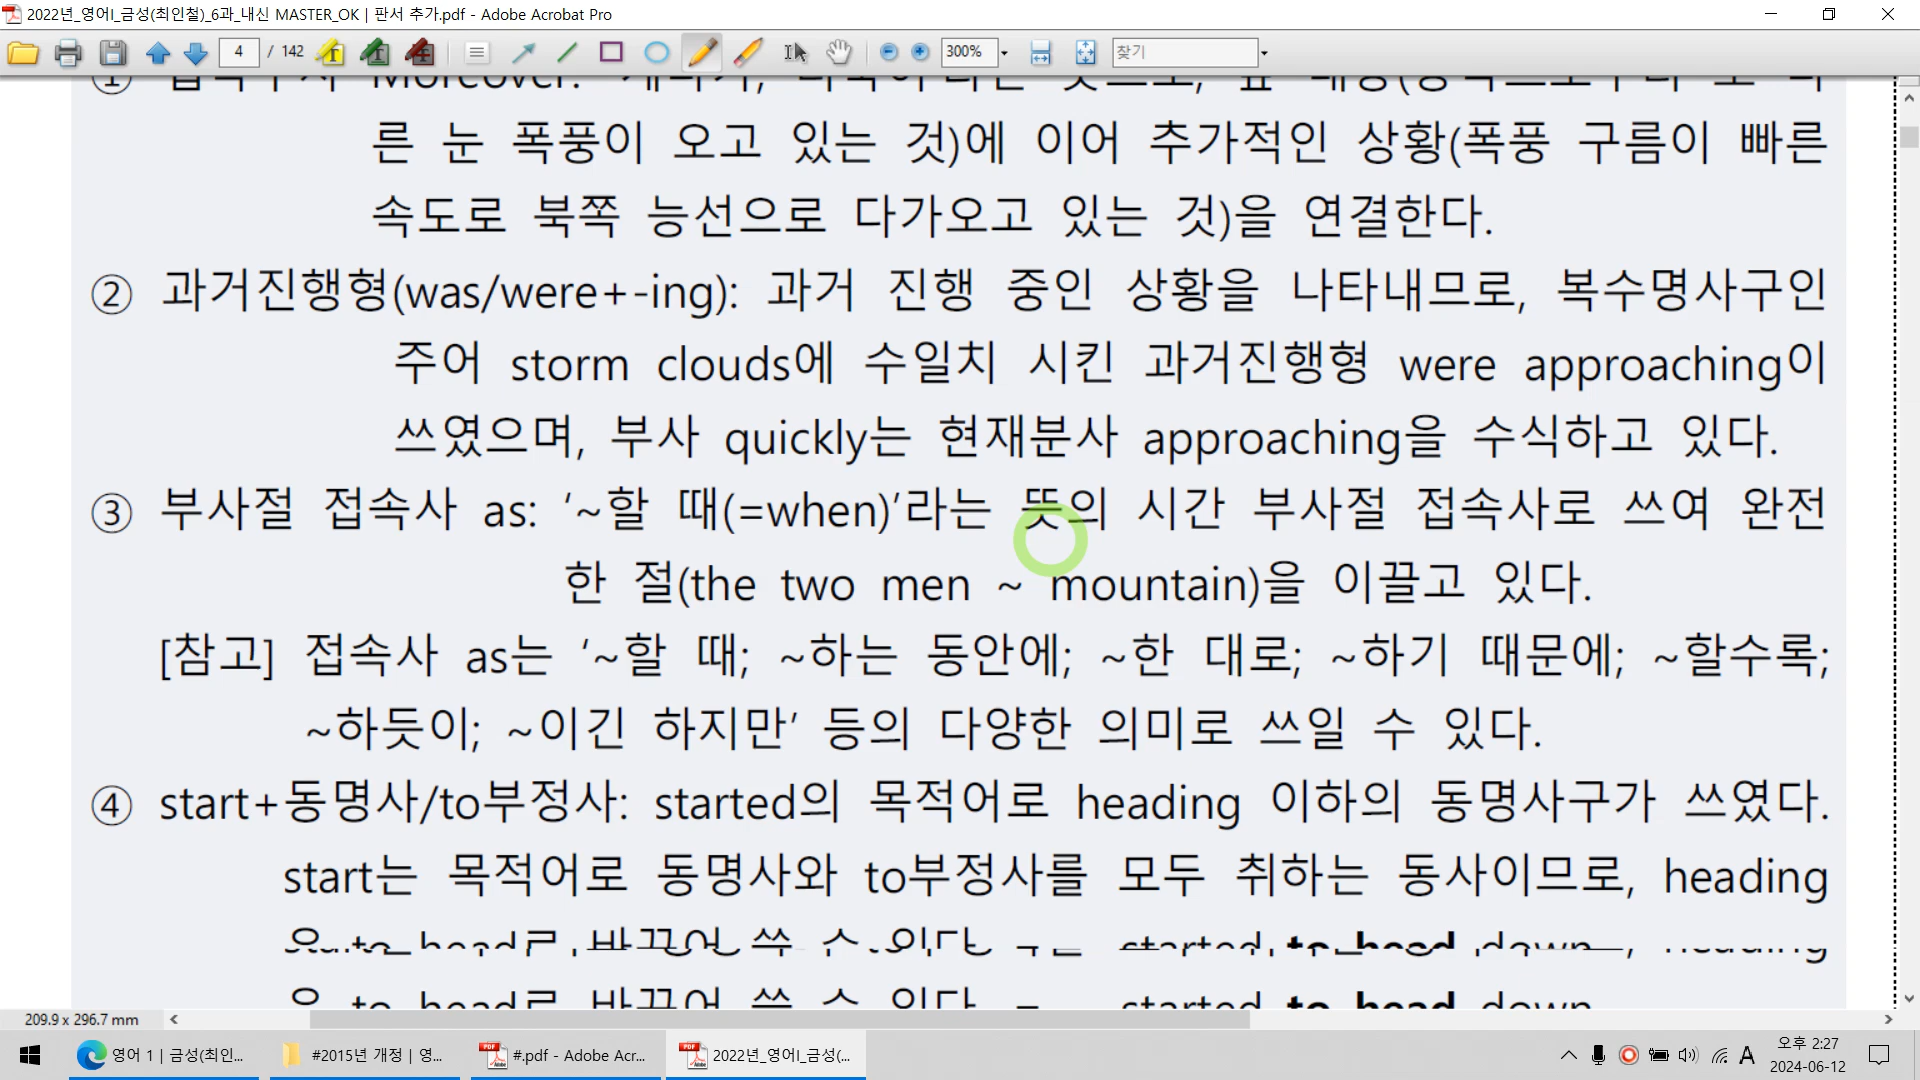 2022년_영어I_금성(최인철)_6과_내신 MASTER_OK | 판서 추가.pdf - Adobe Acrobat Pro
4 / 142 300% 찾기
른 눈 폭풍이 오고 있는 것)에 이어 추가적인 상황(폭풍 구름이 빠른
속도로 북쪽 능선으로 다가오고 있는 것)을 연결한다.
② 과거진행형(was/were+-ing): 과거 진행 중인 상황을 나타내므로, 복수명사구인
주어 storm clouds에 수일치 시킨 과거진행형 were approaching이
쓰였으며, 부사 quickly는 현재분사 approaching을 수식하고 있다.
③ 부사절 접속사 as: ‘~할 때(=when)’라는 뜻의 시간 부사절 접속사로 쓰여 완전
한 절(the two men ~ mountain)을 이끌고 있다.
[참고] 접속사 as는 ‘~할 때; ~하는 동안에; ~한 대로; ~하기 때문에; ~할수록;
~하듯이; ~이긴 하지만’ 등의 다양한 의미로 쓰일 수 있다.
④ start+동명사/to부정사: started의 목적어로 heading 이하의 동명사구가 쓰였다.
start는 목적어로 동명사와 to부정사를 모두 취하는 동사이므로, heading
209.9 x 296.7 mm
영어 1 | 금성(최인... #2015년 개정 | 영... #.pdf - Adobe Acr... 2022년_영어I_금성(... A 오후 2:27
2024-06-12